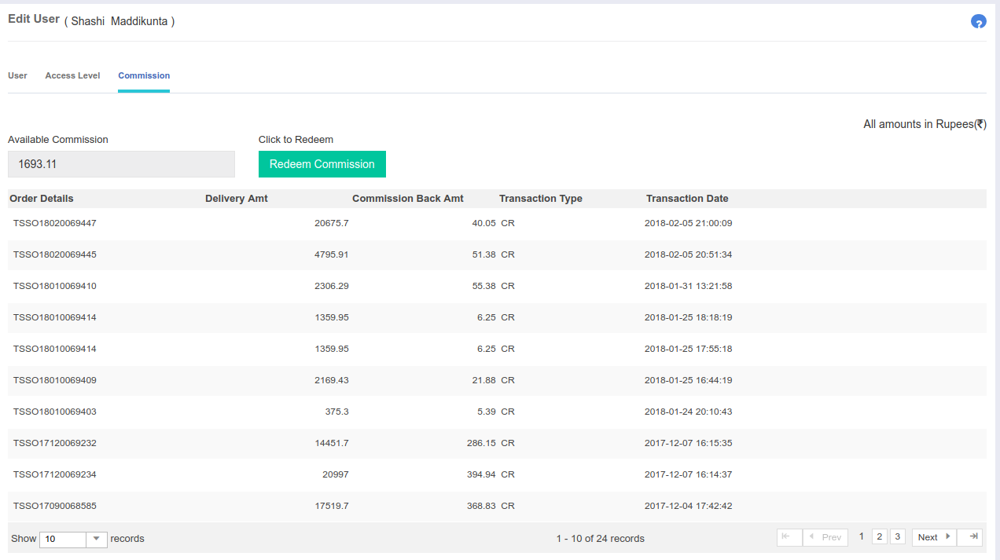 Edit User ( Shashi Maddikunta )
?
User Access Level Commission
All amounts in Rupees(₹)
Available Commission Click to Redeem
1693.11 Redeem Commission
Order Details Delivery Amt Commission Back Amt Transaction Type Transaction Date
TSSO18020069447 20675.7 40.05 CR 2018-02-05 21:00:09
TSSO18020069445 4795.91 51.38 CR 2018-02-05 20:51:34
TSSO18010069410 2306.29 55.38 CR 2018-01-31 13:21:58
TSSO18010069414 1359.95 6.25 CR 2018-01-25 18:18:19
TSSO18010069414 1359.95 6.25 CR 2018-01-25 17:55:18
TSSO18010069409 2169.43 21.88 CR 2018-01-25 16:44:19
TSSO18010069403 375.3 5.39 CR 2018-01-24 20:10:43
TSSO17120069232 14451.7 286.15 CR 2017-12-07 16:15:35
TSSO17120069234 20997 394.94 CR 2017-12-07 16:14:37
TSSO17090068585 17519.7 368.83 CR 2017-12-04 17:42:42
Show 10 records 1 - 10 of 24 records Prev 1 2 3 Next